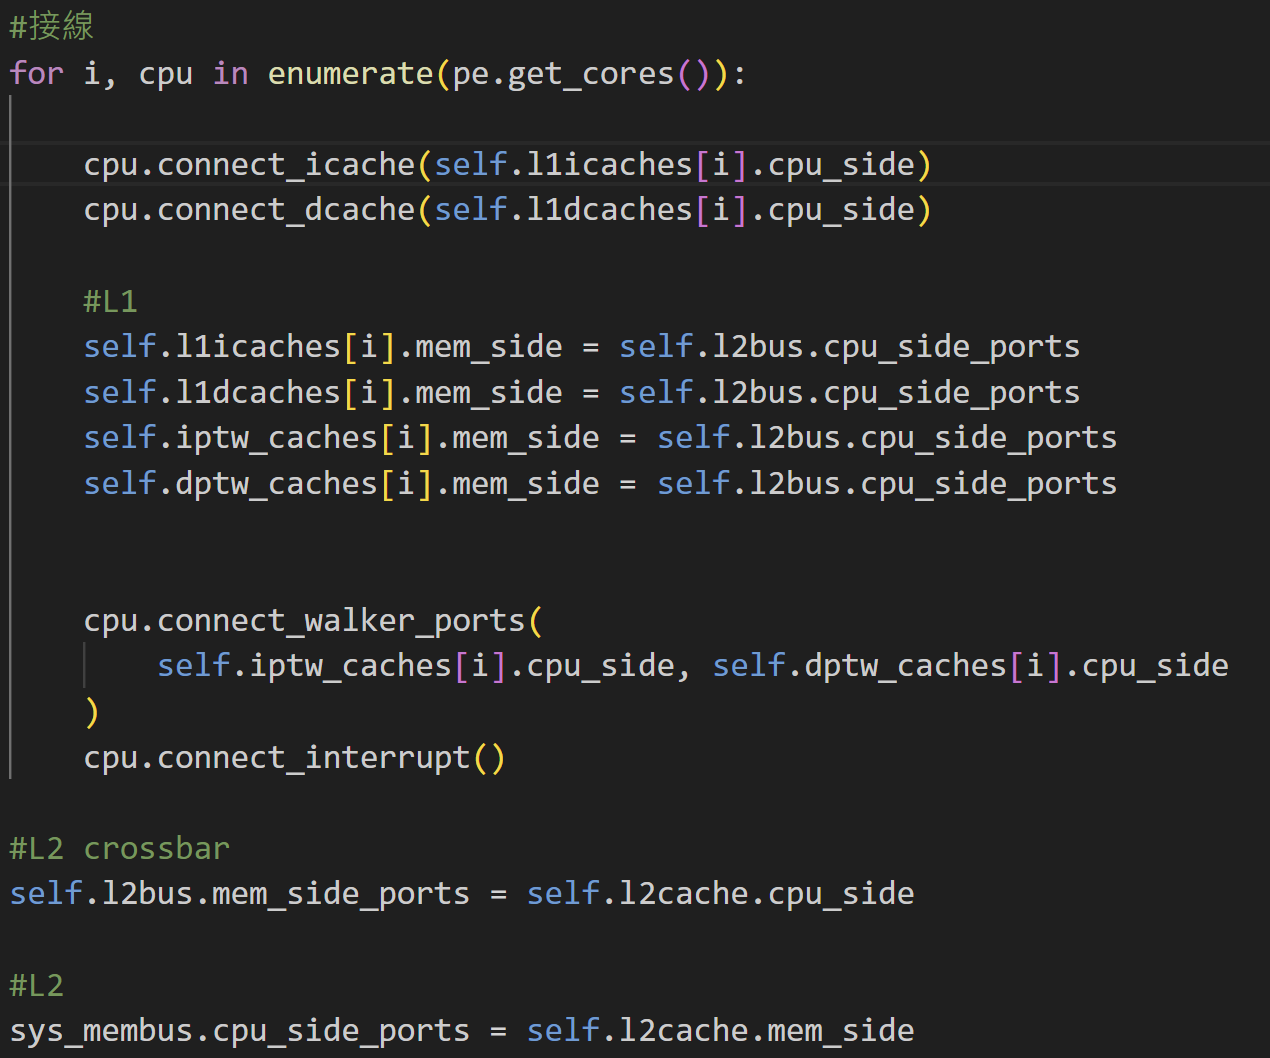 #接線
for i, cpu in enumerate(pe.get_cores()):
cpu.connect_icache(self.l1icaches[i].cpu_side)
cpu.connect_dcache(self.l1dcaches[i].cpu_side)
#L1
self.l1icaches[i].mem_side = self.l2bus.cpu_side_ports
self.l1dcaches[i].mem_side = self.l2bus.cpu_side_ports
self.iptw_caches[i].mem_side = self.l2bus.cpu_side_ports
self.dptw_caches[i].mem_side = self.l2bus.cpu_side_ports
cpu.connect_walker_ports(
self.iptw_caches[i].cpu_side, self.dptw_caches[i].cpu_side
)
cpu.connect_interrupt()
#L2 crossbar
self.l2bus.mem_side_ports = self.l2cache.cpu_side
#L2
sys_membus.cpu_side_ports = self.l2cache.mem_side